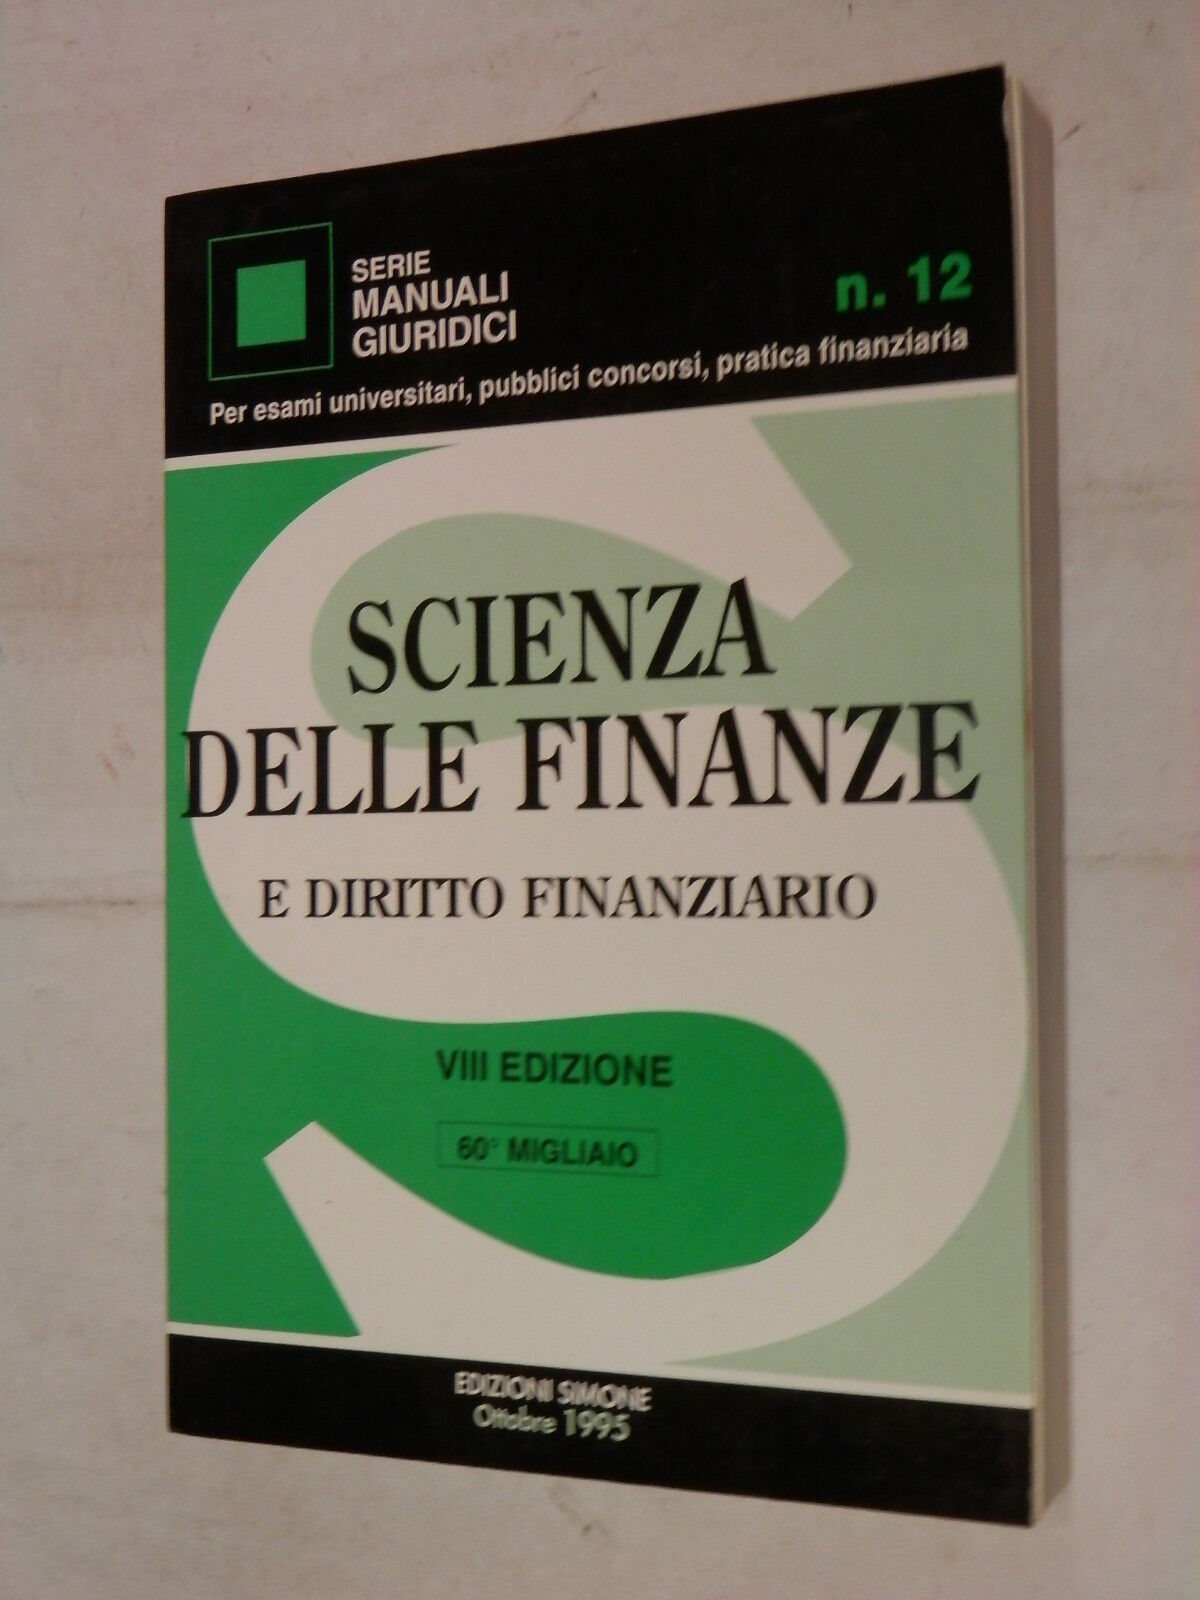 SERIE
MANUALI
GIURIDICI
n. 12
Per esami universitari, pubblici concorsi, pratica finanziaria
SCIENZA
DELLE FINANZE
E DIRITTO FINANZIARIO
VIII EDIZIONE
60° MIGLIAIO
EDIZIONI SIMONE
Ottobre 1995